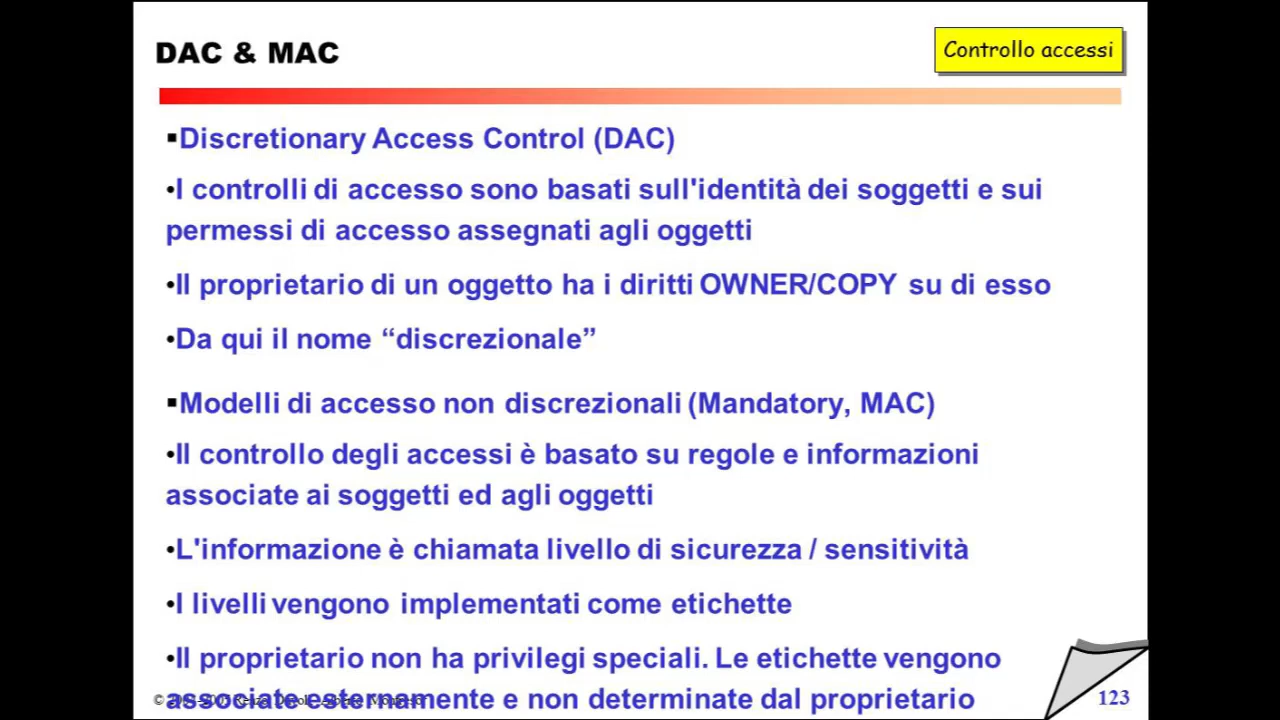 DAC & MAC
Controllo accessi
▪Discretionary Access Control (DAC)
•I controlli di accesso sono basati sull'identità dei soggetti e sui
permessi di accesso assegnati agli oggetti
•Il proprietario di un oggetto ha i diritti OWNER/COPY su di esso
•Da qui il nome “discrezionale”
▪Modelli di accesso non discrezionali (Mandatory, MAC)
•Il controllo degli accessi è basato su regole e informazioni
associate ai soggetti ed agli oggetti
•L'informazione è chiamata livello di sicurezza / sensitività
•I livelli vengono implementati come etichette
•Il proprietario non ha privilegi speciali. Le etichette vengono
associate esternamente e non determinate dal proprietario
©
123